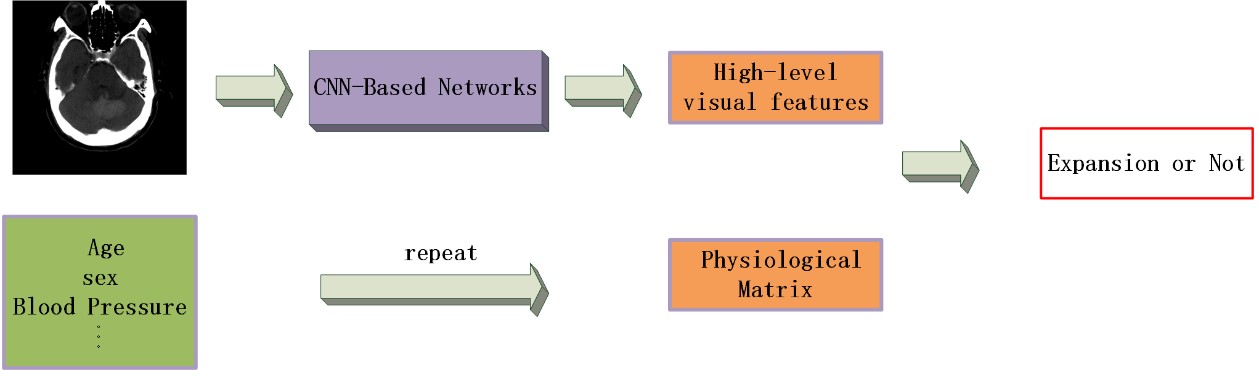 CNN-Based Networks
High-level
visual features
Expansion or Not
Age
sex
Blood Pressure
repeat
Physiological
Matrix